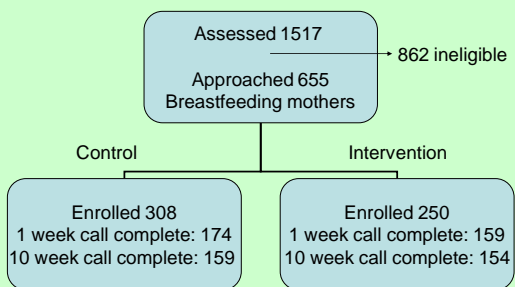 Assessed 1517
862 ineligible
Approached 655
Breastfeeding mothers
Control
Intervention
Enrolled 308
1 week call complete: 174
10 week call complete: 159
Enrolled 250
1 week call complete: 159
10 week call complete: 154